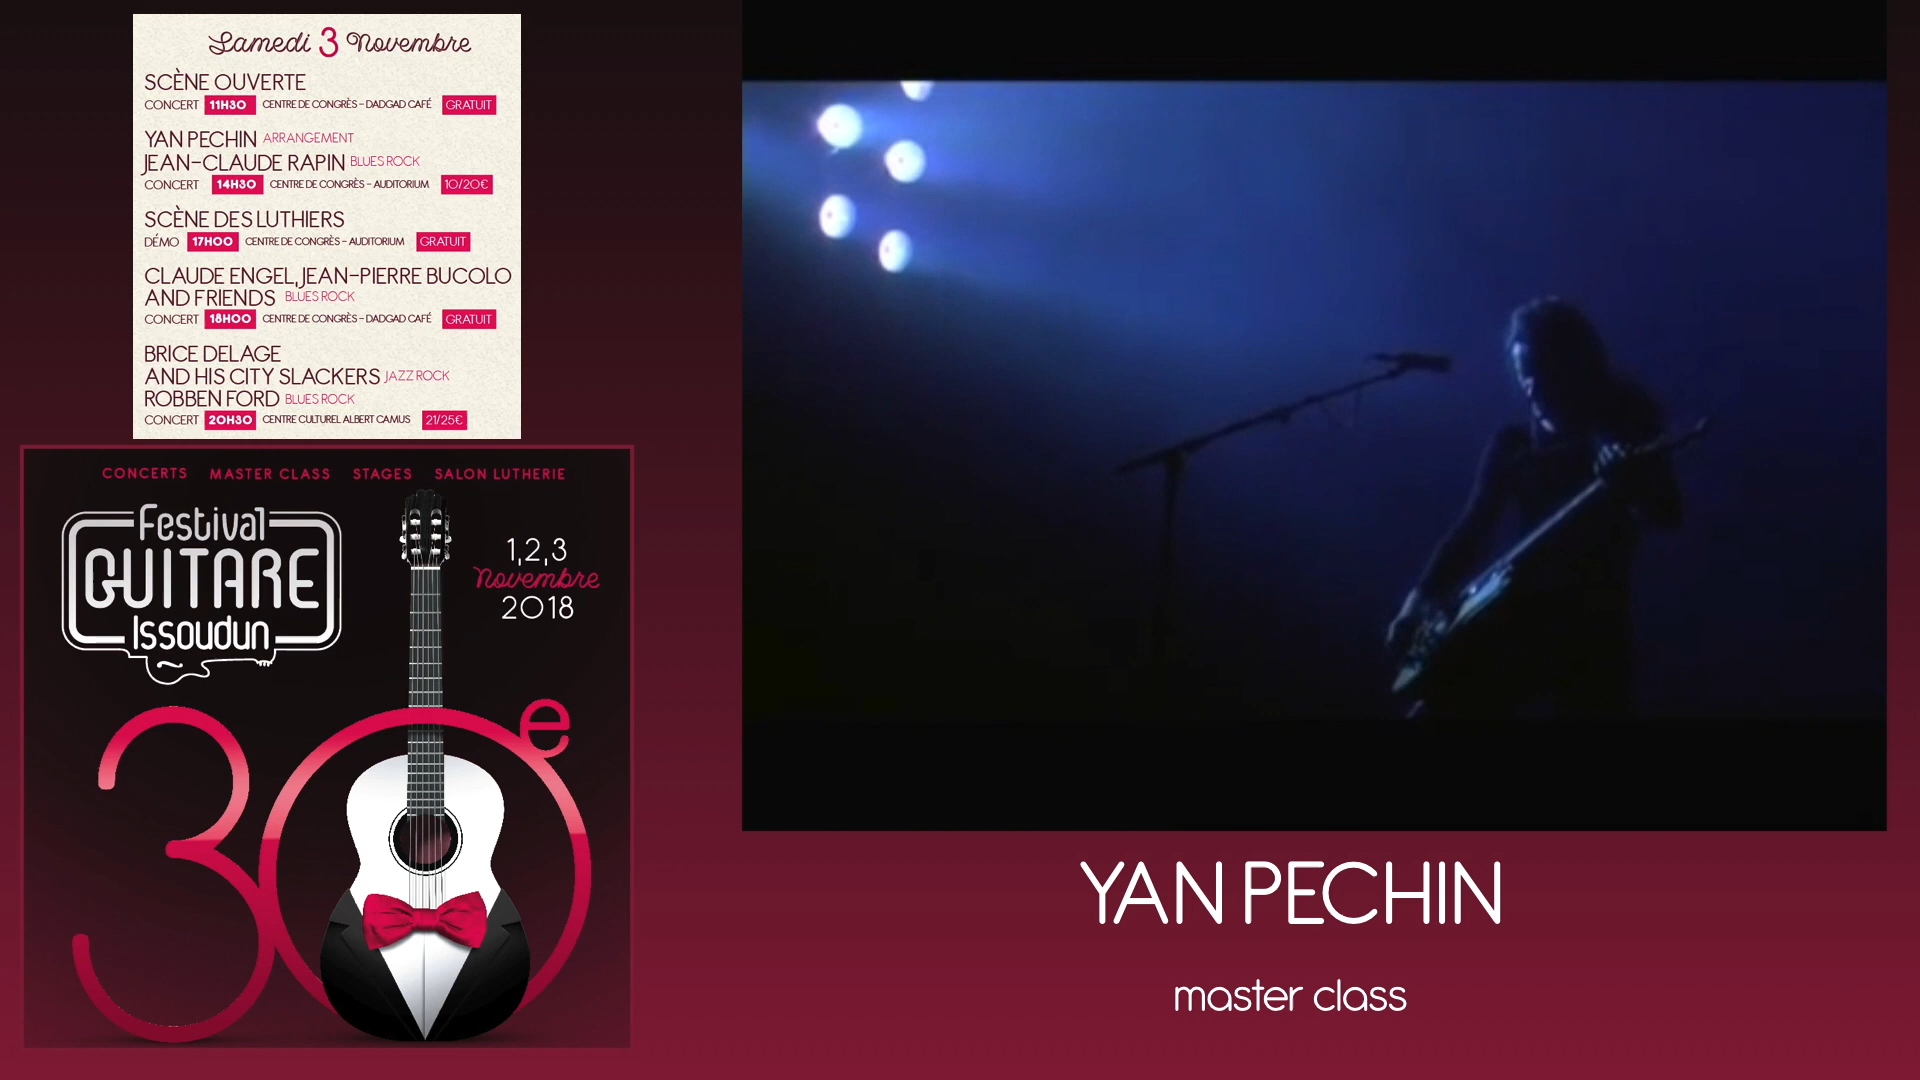 Samedi 3 Novembre
SCÈNE OUVERTE
CONCERT 11H30 CENTRE DE CONGRÈS - DADGAD CAFÉ GRATUIT
YAN PECHIN ARRANGEMENT
JEAN-CLAUDE RAPIN BLUES ROCK
CONCERT 14H30 CENTRE DE CONGRÈS - AUDITORIUM 10/20€
SCÈNE DES LUTHIERS
DÉMO 17H00 CENTRE DE CONGRÈS - AUDITORIUM GRATUIT
CLAUDE ENGEL, JEAN-PIERRE BUCOLO
AND FRIENDS BLUES ROCK
CONCERT 18H00 CENTRE DE CONGRÈS - DADGAD CAFÉ GRATUIT
BRICE DELAGE
AND HIS CITY SLACKERS JAZZ ROCK
ROBBEN FORD BLUES ROCK
CONCERT 20H30 CENTRE CULTUREL ALBERT CAMUS 21/25€
CONCERTS MASTER CLASS STAGES SALON LUTHERIE
Festival
GUITARE
Issoudun
1,2,3
Novembre
2018
30e
YAN PECHIN
master class